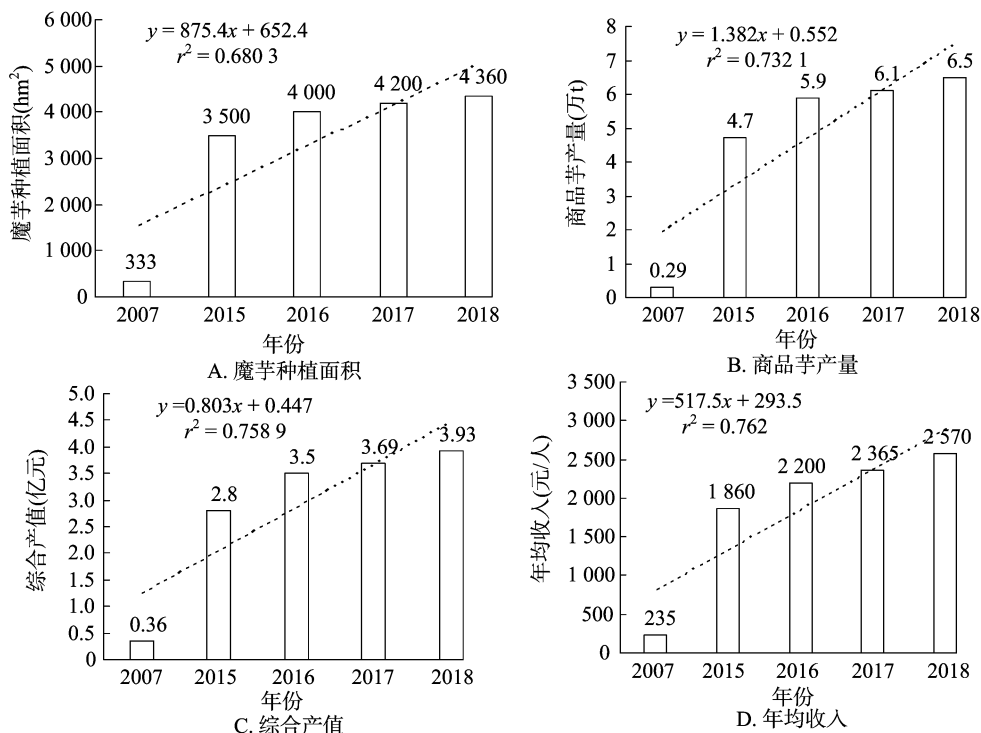 6 000
5 000
4 000
3 000
2 000
1 000
0
魔芋种植面积(hm²)
y = 875.4x + 652.4
r² = 0.680 3
333
3 500
4 000
4 200
4 360
2007 2015 2016 2017 2018
年份
A. 魔芋种植面积
8
7
6
5
4
3
2
1
0
商品芋产量(万t)
y = 1.382x + 0.552
r² = 0.732 1
0.29
4.7
5.9
6.1
6.5
2007 2015 2016 2017 2018
年份
B. 商品芋产量
5.0
4.5
4.0
3.5
3.0
2.5
2.0
1.5
1.0
0.5
0
综合产值(亿元)
y =0.803x + 0.447
r² = 0.758 9
0.36
2.8
3.5
3.69
3.93
2007 2015 2016 2017 2018
年份
C. 综合产值
3 500
3 000
2 500
2 000
1 500
1 000
500
0
年均收入(元/人)
y =517.5x + 293.5
r² = 0.762
235
1 860
2 200
2 365
2 570
2007 2015 2016 2017 2018
年份
D. 年均收入